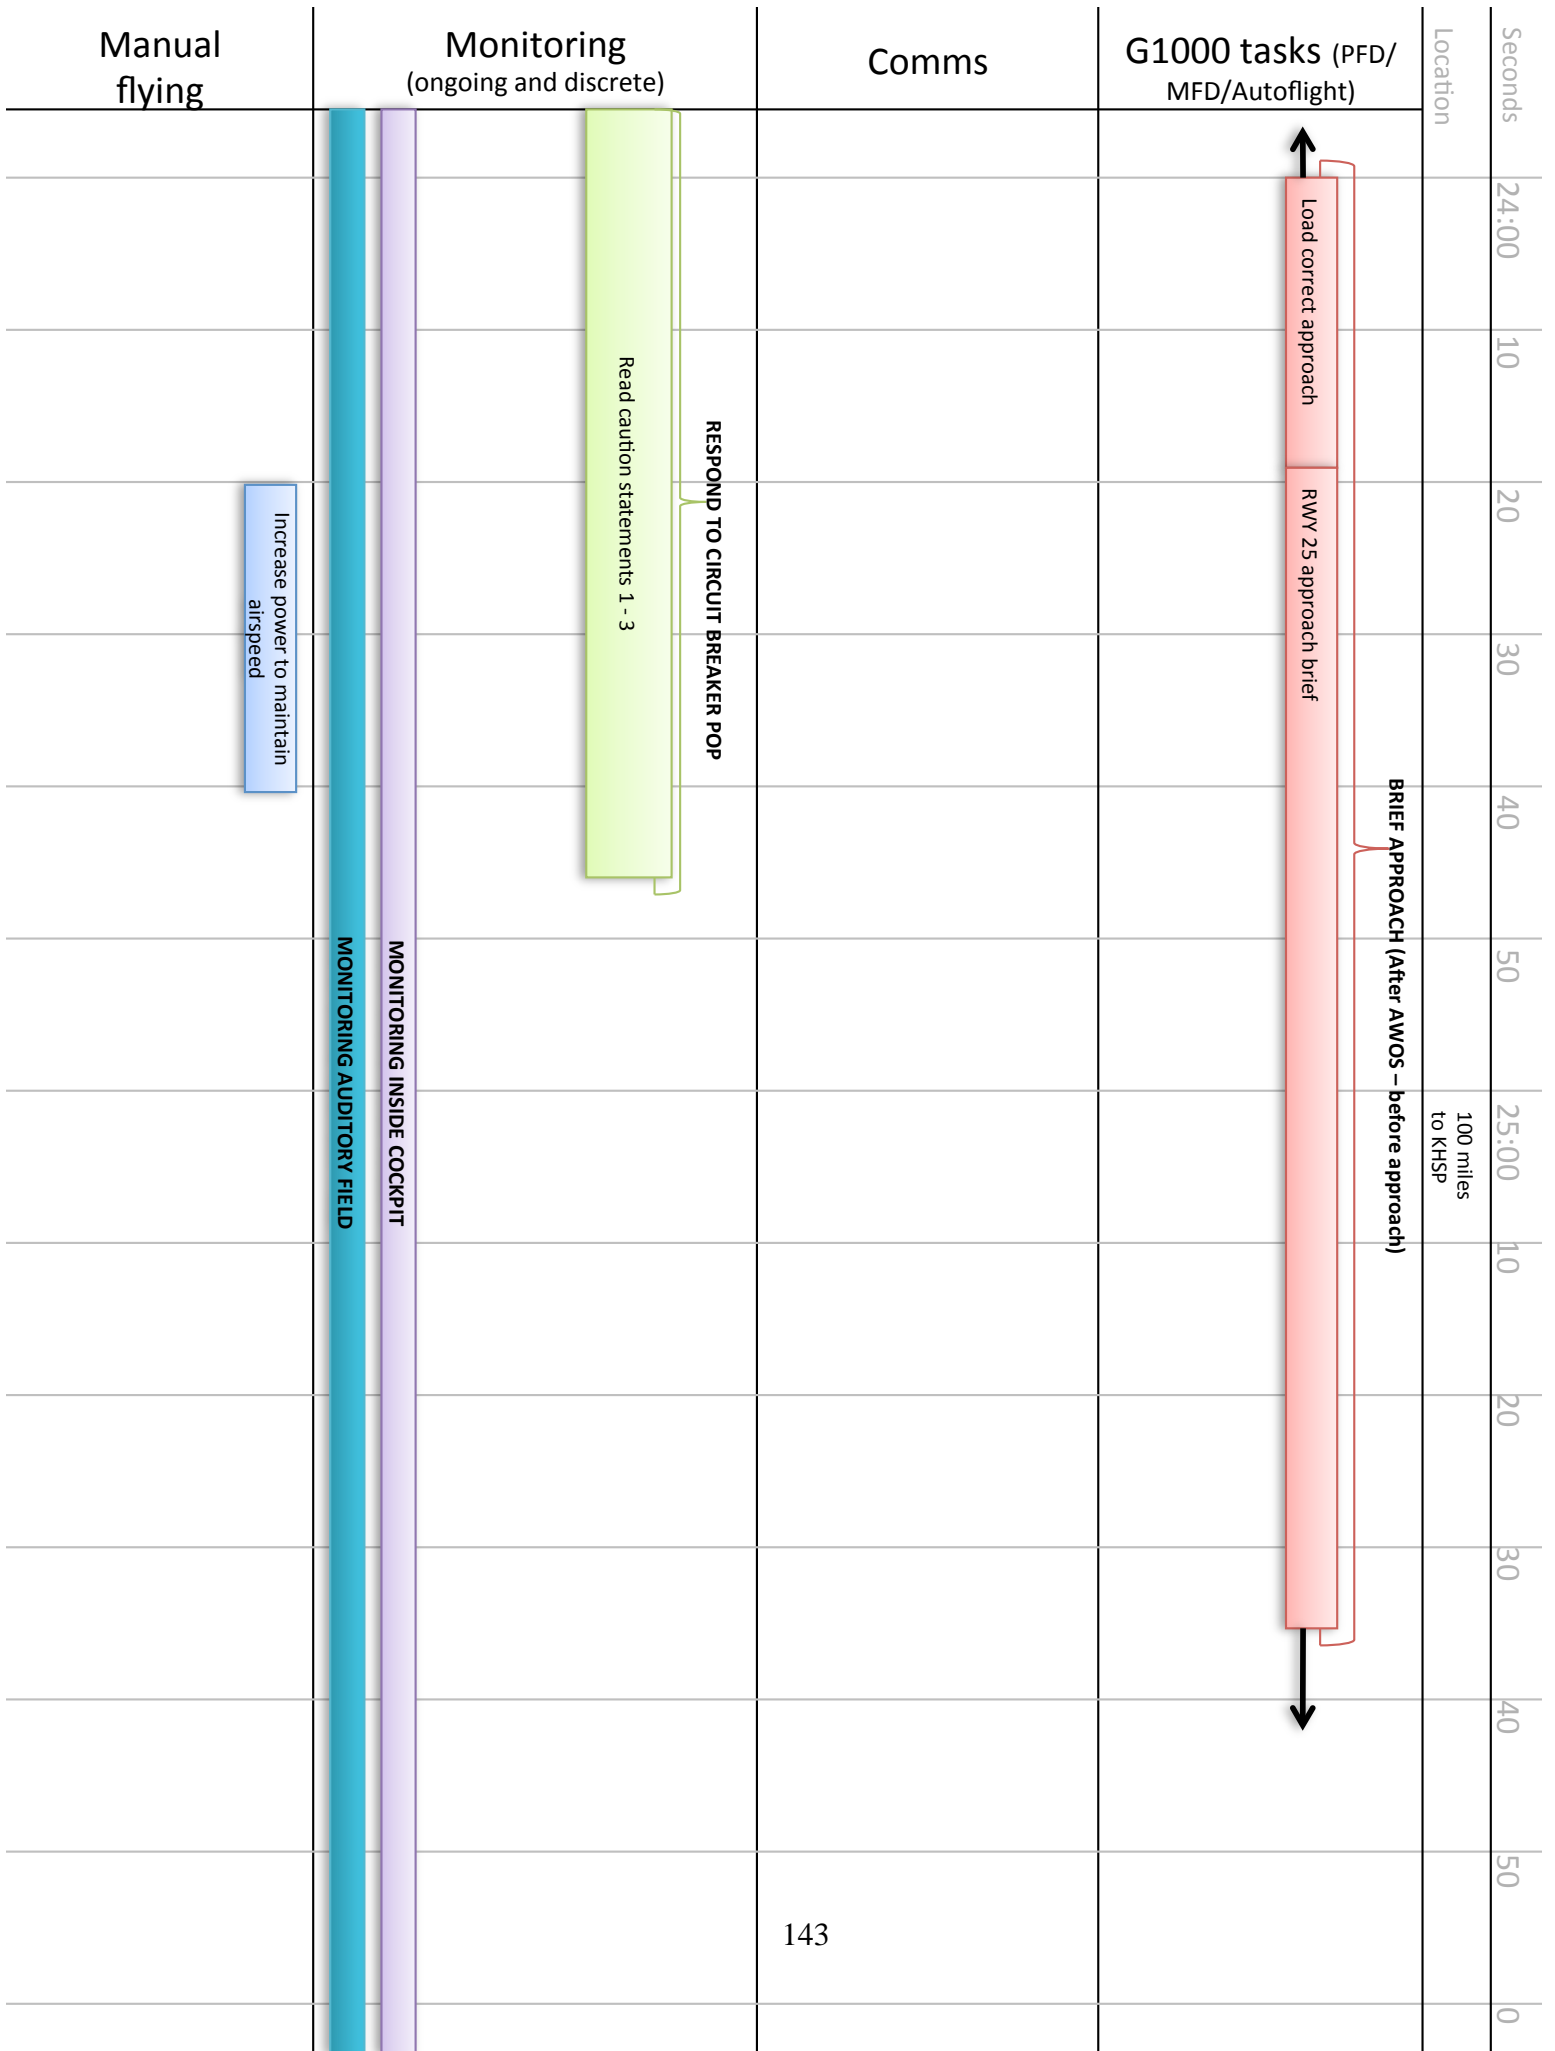 Manual
flying
Monitoring
(ongoing and discrete)
Comms
G1000 tasks (PFD/
MFD/Autoflight)
Location
Seconds
24:00
10
20
30
40
50
25:00
10
20
30
40
50
0
100 miles
to KHSP
BRIEF APPROACH (After AWOS – before approach)
Load correct approach
RWY 25 approach brief
RESPOND TO CIRCUIT BREAKER POP
Read caution statements 1 - 3
MONITORING INSIDE COCKPIT
MONITORING AUDITORY FIELD
Increase power to maintain
airspeed
143